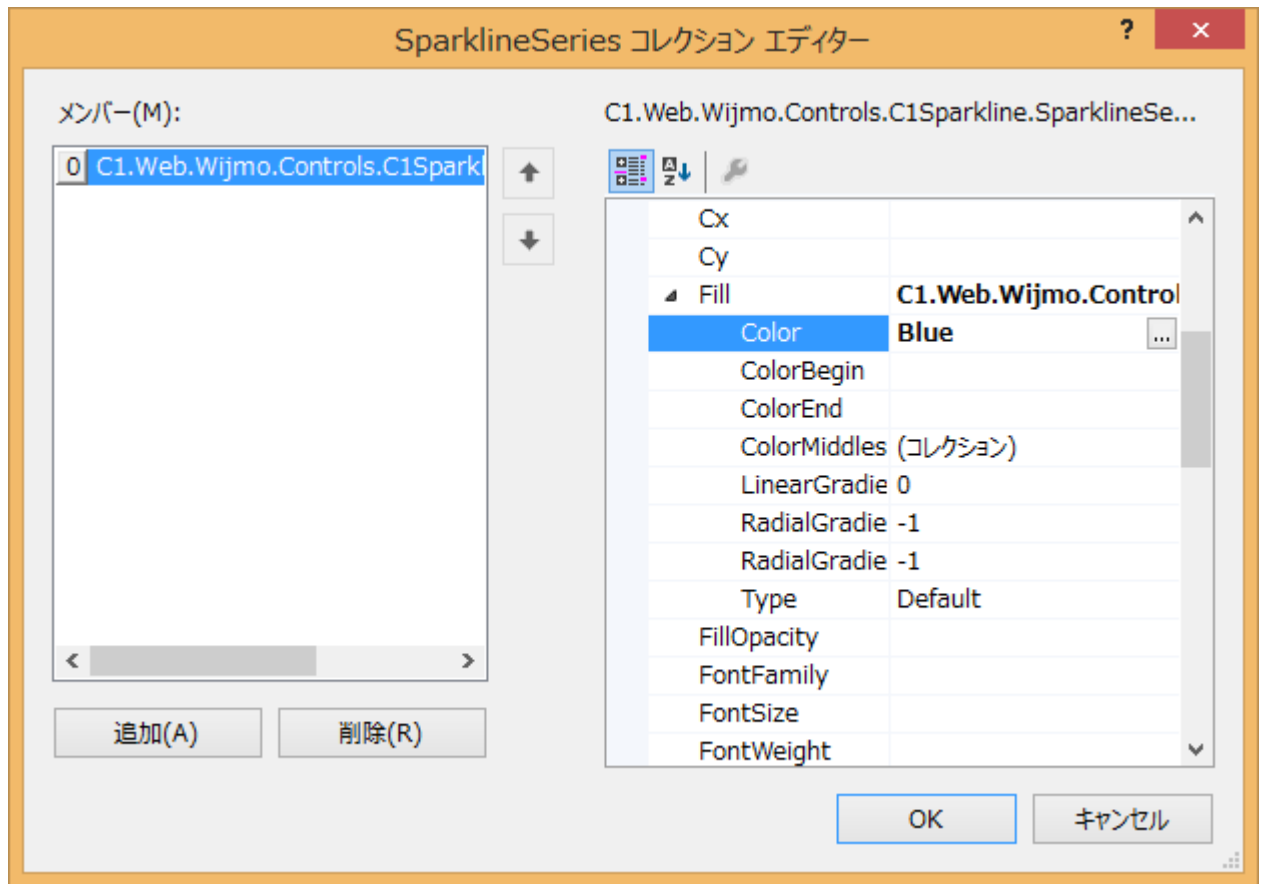 SparklineSeries コレクション エディター
?
メンバー(M):
0 C1.Web.Wijmo.Controls.C1Sparkl
追加(A)
削除(R)
C1.Web.Wijmo.Controls.C1Sparkline.SparklineSe...
Cx
Cy
Fill C1.Web.Wijmo.Control
Color Blue ...
ColorBegin
ColorEnd
ColorMiddles (コレクション)
LinearGradie 0
RadialGradie -1
RadialGradie -1
Type Default
FillOpacity
FontFamily
FontSize
FontWeight
OK
キャンセル